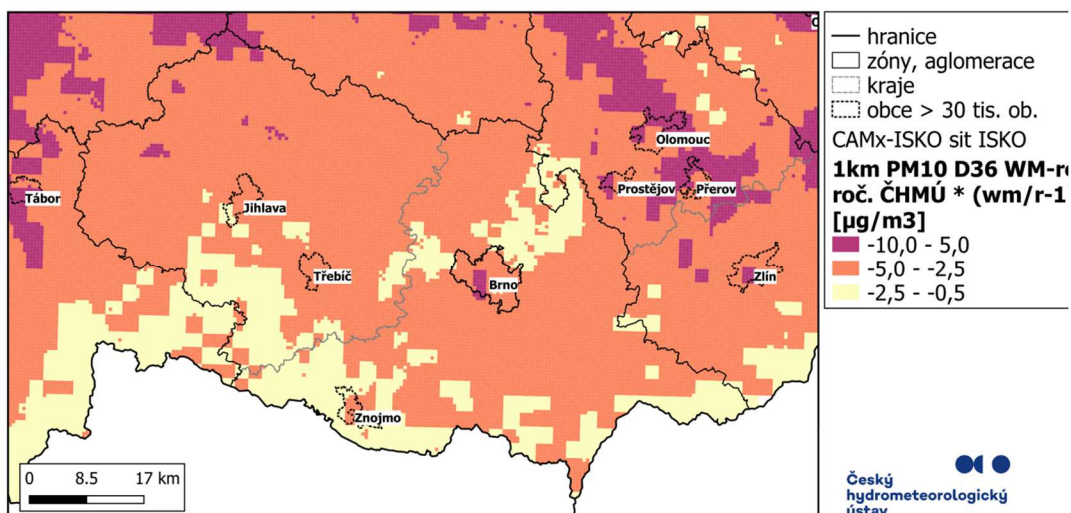 hranice
zóny, aglomerace
kraje
obce > 30 tis. ob.
CAMx-ISKO sit ISKO
1km PM10 D36 WM-r
roč. ČHMÚ * (wm/r-1
[µg/m3]
-10,0 - 5,0
-5,0 - -2,5
-2,5 - -0,5
Olomouc
Prostějov
Přerov
Tábor
Jihlava
Třebíč
Brno
Zlín
Znojmo
0 8.5 17 km
Český
hydrometeorologický
ústav